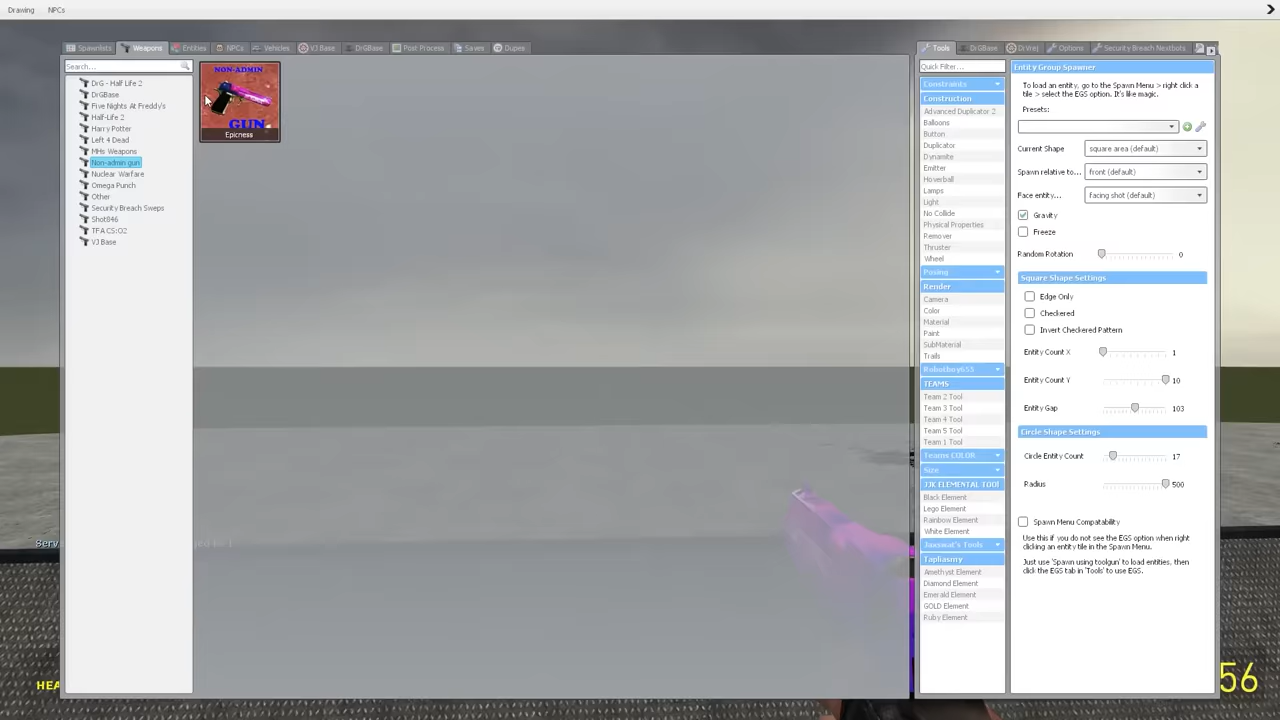 Drawing NPCs
Spawnlists Weapons Entities NPCs Vehicles VJ Base DrGBase Post Process Saves Dupes
Search...
DrG - Half Life 2
DrGBase
Five Nights At Freddy's
Half-Life 2
Harry Potter
Left 4 Dead
MHs Weapons
Non-admin gun
Nuclear Warfare
Omega Punch
Other
Security Breach Sweps
Shot846
TFA CS:O2
VJ Base
NON-ADMIN
GUN
Epicness
Serv
HEA
56
Tools DrGBase DrVrej Options Security Breach Nextbots
Quick Filter...
Constraints
Construction
Advanced Duplicator 2
Balloons
Button
Duplicator
Dynamite
Emitter
Hoverball
Lamps
Light
No Collide
Physical Properties
Remover
Thruster
Wheel
Posing
Render
Camera
Color
Material
Paint
SubMaterial
Trails
Robotboy655
TEAMS
Team 2 Tool
Team 3 Tool
Team 4 Tool
Team 5 Tool
Team 1 Tool
Teams COLOR
Size
JJK ELEMENTAL TOOl
Black Element
Lego Element
Rainbow Element
White Element
Tapliasmy
Amethyst Element
Diamond Element
Emerald Element
GOLD Element
Ruby Element
Entity Group Spawner
To load an entity, go to the Spawn Menu > right click a
tile > select the EGS option. It's like magic.
Presets:
Current Shape square area (default)
Spawn relative to... front (default)
Face entity... facing shot (default)
Gravity
Freeze
Random Rotation 0
Square Shape Settings
Edge Only
Checkered
Invert Checkered Pattern
Entity Count X 1
Entity Count Y 10
Entity Gap 103
Circle Shape Settings
Circle Entity Count 17
Radius 500
Spawn Menu Compatability
Use this if you do not see the EGS option when right
clicking an entity tile in the Spawn Menu.
Just use 'Spawn using toolgun' to load entities, then
click the EGS tab in 'Tools' to use EGS.